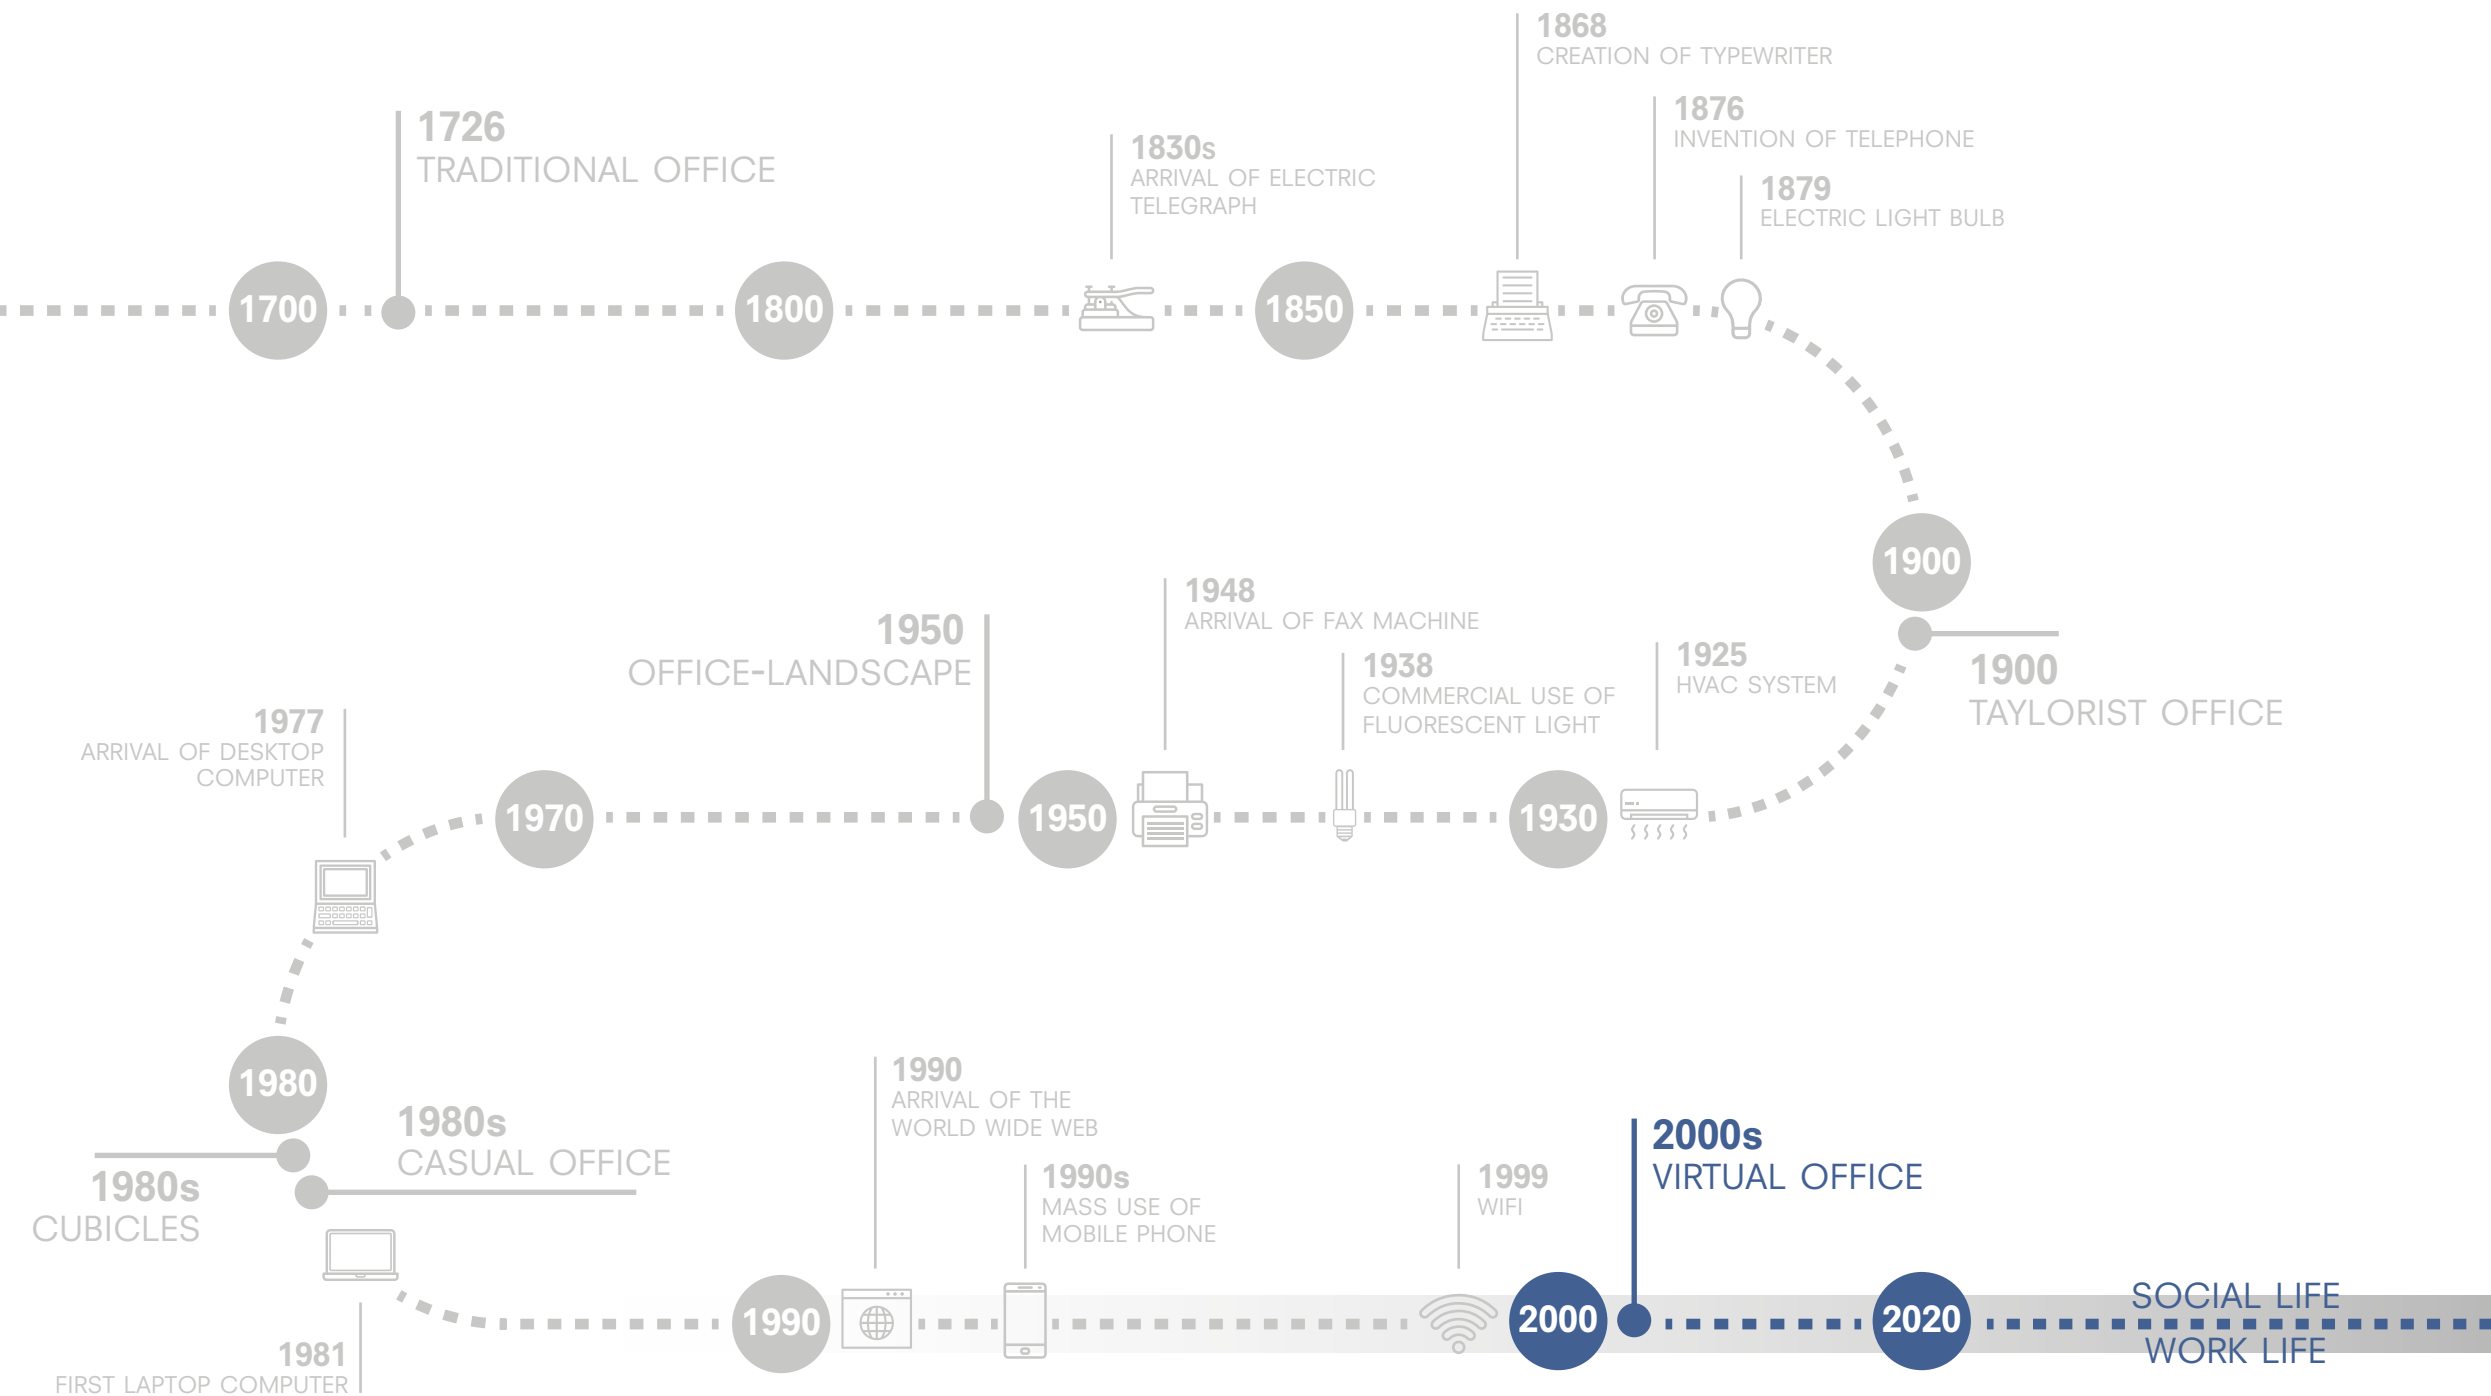 1868
CREATION OF TYPEWRITER
1726
TRADITIONAL OFFICE
1830s
ARRIVAL OF ELECTRIC
TELEGRAPH
1876
INVENTION OF TELEPHONE
1879
ELECTRIC LIGHT BULB
1700
1800
1850
1900
1900
TAYLORIST OFFICE
1925
HVAC SYSTEM
1930
1938
COMMERCIAL USE OF
FLUORESCENT LIGHT
1948
ARRIVAL OF FAX MACHINE
1950
1950
OFFICE-LANDSCAPE
1970
1977
ARRIVAL OF DESKTOP
COMPUTER
1980
1980s
CUBICLES
1980s
CASUAL OFFICE
1981
FIRST LAPTOP COMPUTER
1990
1990
ARRIVAL OF THE
WORLD WIDE WEB
1990s
MASS USE OF
MOBILE PHONE
1999
WIFI
2000
2000s
VIRTUAL OFFICE
2020
SOCIAL LIFE
WORK LIFE